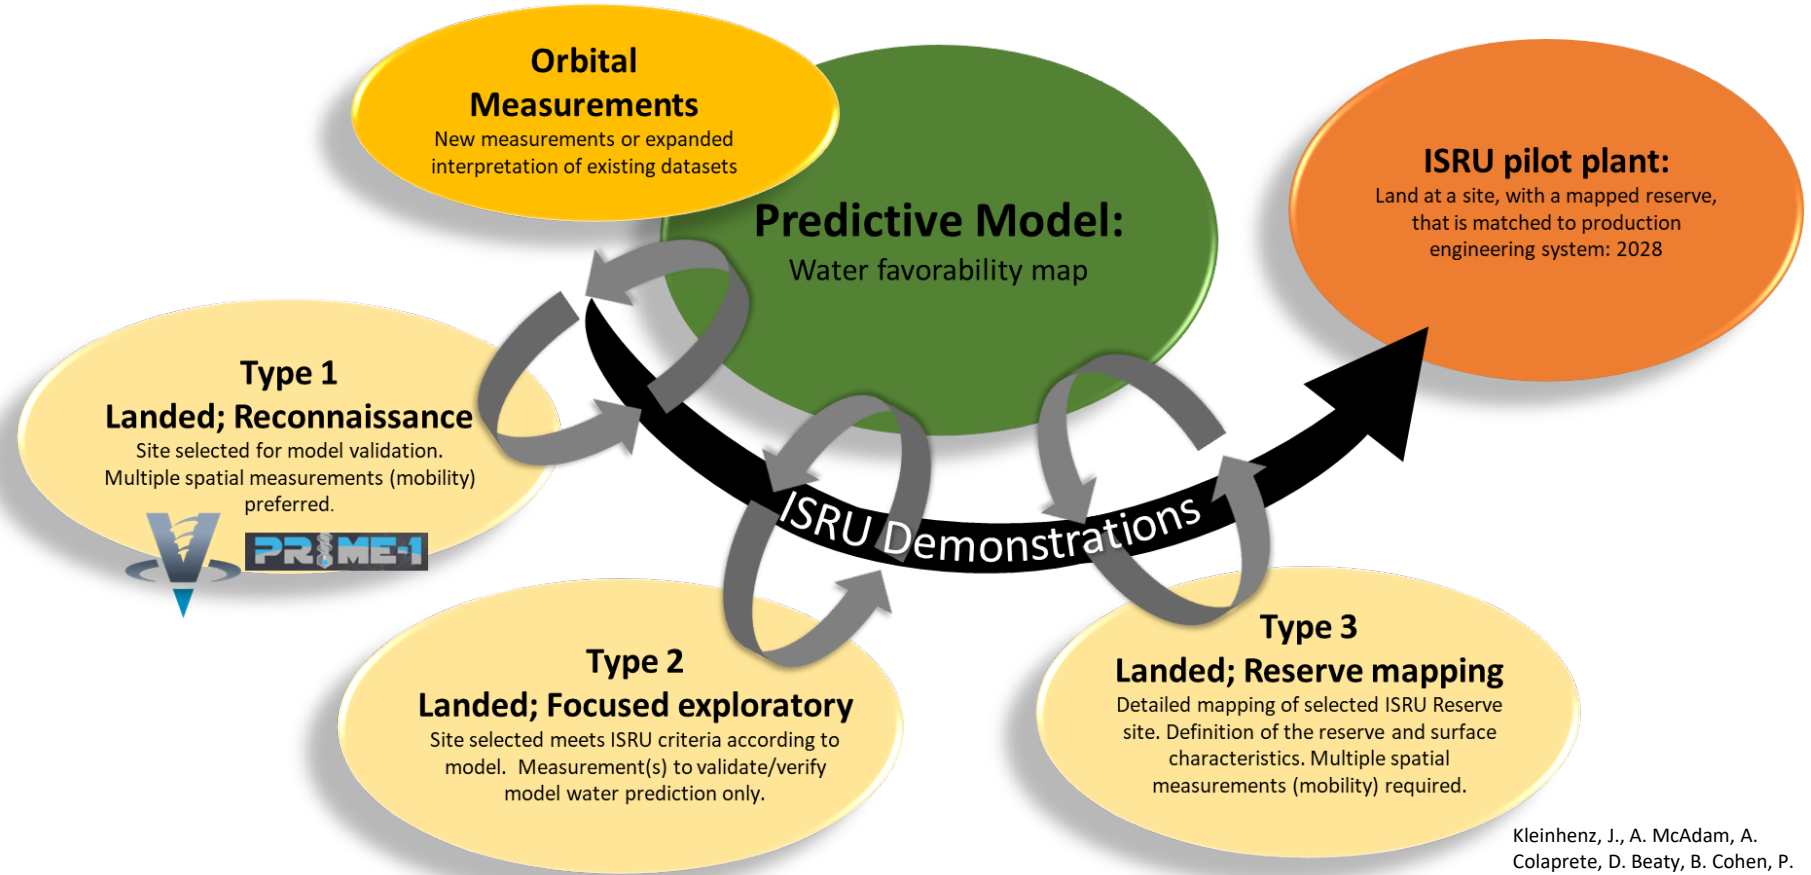 Orbital
Measurements
New measurements or expanded
interpretation of existing datasets
Predictive Model:
Water favorability map
ISRU pilot plant:
Land at a site, with a mapped reserve,
that is matched to production
engineering system: 2028
Type 1
Landed; Reconnaissance
Site selected for model validation.
Multiple spatial measurements (mobility)
preferred.
PRIME-1
ISRU Demonstrations
Type 2
Landed; Focused exploratory
Site selected meets ISRU criteria according to
model. Measurement(s) to validate/verify
model water prediction only.
Type 3
Landed; Reserve mapping
Detailed mapping of selected ISRU Reserve
site. Definition of the reserve and surface
characteristics. Multiple spatial
measurements (mobility) required.
Kleinhenz, J., A. McAdam, A.
Colaprete, D. Beaty, B. Cohen, P.